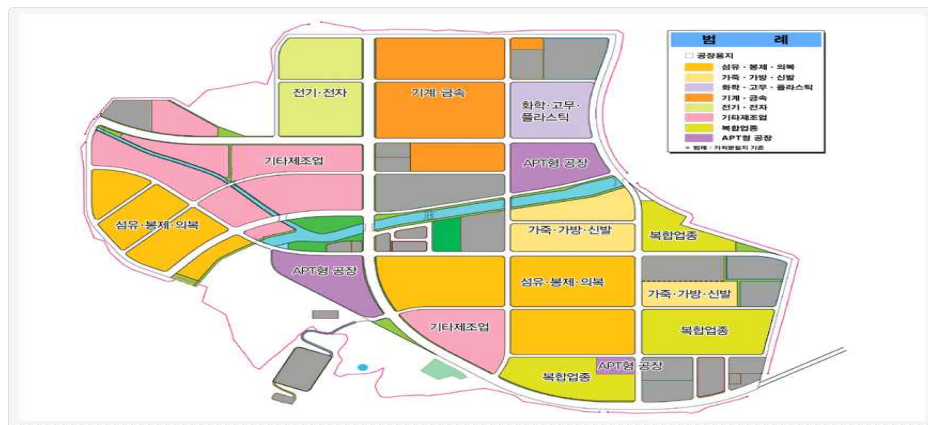 범 례
공장용지
섬유·봉제·의복
가죽·가방·신발
화학·고무·플라스틱
기계·금속
전기·전자
기타제조업
복합업종
APT형 공장
전기·전자
기계·금속
화학·고무·
플라스틱
기타제조업
APT형 공장
섬유·봉제·의복
가죽·가방·신발
복합업종
APT형 공장
섬유·봉제·의복
가죽·가방·신발
기타제조업
복합업종
APT형 공장
복합업종